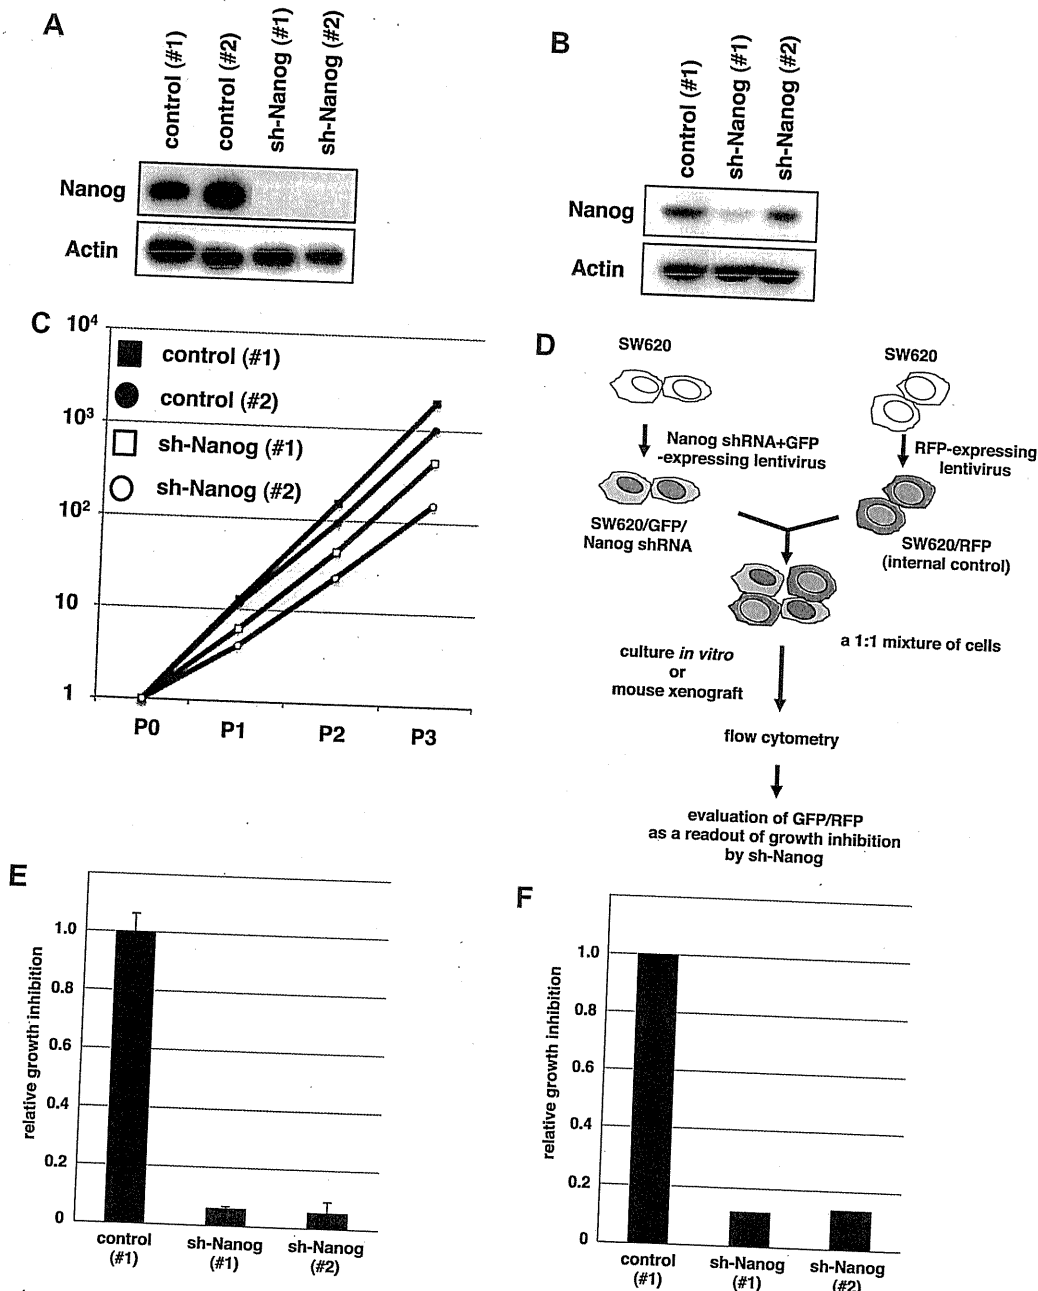 A
control (#1)
control (#2)
sh-Nanog (#1)
sh-Nanog (#2)
Nanog
Actin
B
control (#1)
sh-Nanog (#1)
sh-Nanog (#2)
Nanog
Actin
C
10⁴
10³
10²
10
1
control (#1)
control (#2)
sh-Nanog (#1)
sh-Nanog (#2)
P0
P1
P2
P3
D
SW620
SW620
Nanog shRNA+GFP
-expressing lentivirus
RFP-expressing
lentivirus
SW620/GFP/
Nanog shRNA
SW620/RFP
(internal control)
a 1:1 mixture of cells
culture in vitro
or
mouse xenograft
flow cytometry
evaluation of GFP/RFP
as a readout of growth inhibition
by sh-Nanog
E
relative growth inhibition
1.0
0.8
0.6
0.4
0.2
0
control
(#1)
sh-Nanog
(#1)
sh-Nanog
(#2)
F
relative growth inhibition
1.0
0.8
0.6
0.4
0.2
0
control
(#1)
sh-Nanog
(#1)
sh-Nanog
(#2)